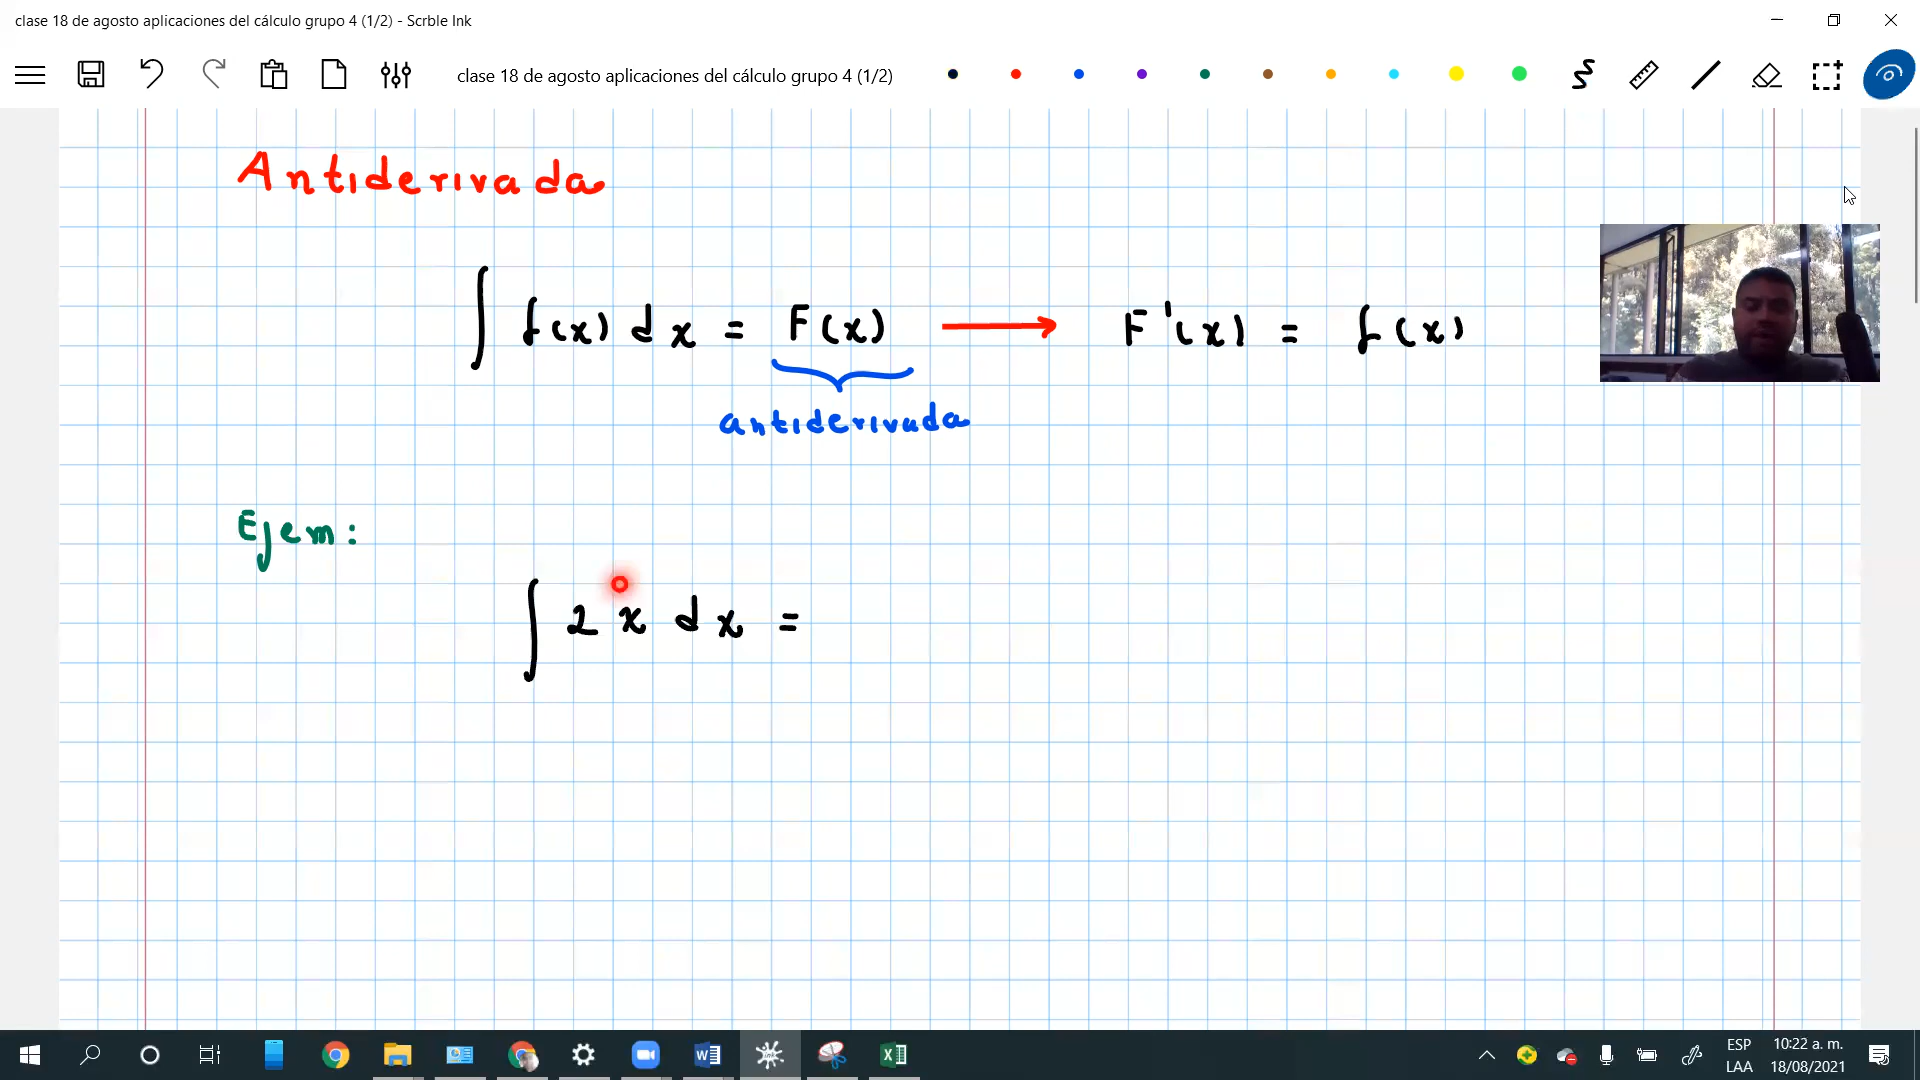 clase 18 de agosto aplicaciones del cálculo grupo 4 (1/2) - Scrble Ink
clase 18 de agosto aplicaciones del cálculo grupo 4 (1/2)
Antiderivada
∫ f(x) dx = F(x) → F'(x) = f(x)
antiderivada
Ejem:
∫ 2x dx =
ESP 10:22 a. m.
LAA 18/08/2021